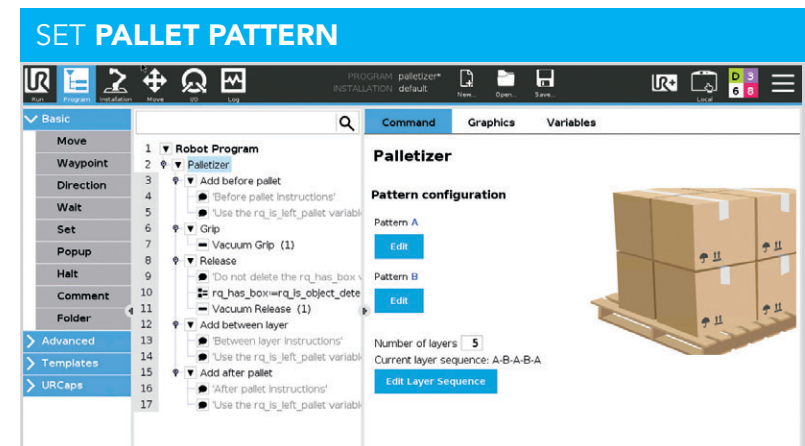 SET PALLET PATTERN
UR
PROGRAM palletizer*
INSTALLATION default
Run Program Installation Move I/O Log New... Open... Save... UR+ Local
D 3
6 8
Basic
Move
Waypoint
Direction
Wait
Set
Popup
Halt
Comment
Folder
Advanced
Templates
URCaps
1 Robot Program
2 Palletizer
3 Add before pallet
4 'Before pallet instructions'
5 'Use the rq_is_left_pallet variabl
6 Grip
7 Vacuum Grip (1)
8 Release
9 'Do not delete the rq_has_box v
10 rq_has_box:=rq_is_object_dete
11 Vacuum Release (1)
12 Add between layer
13 'Between layer instructions'
14 'Use the rq_is_left_pallet variabl
15 Add after pallet
16 'After pallet instructions'
17 'Use the rq_is_left_pallet variabl
Command Graphics Variables
Palletizer
Pattern configuration
Pattern A
Edit
Pattern B
Edit
Number of layers 5
Current layer sequence: A-B-A-B-A
Edit Layer Sequence